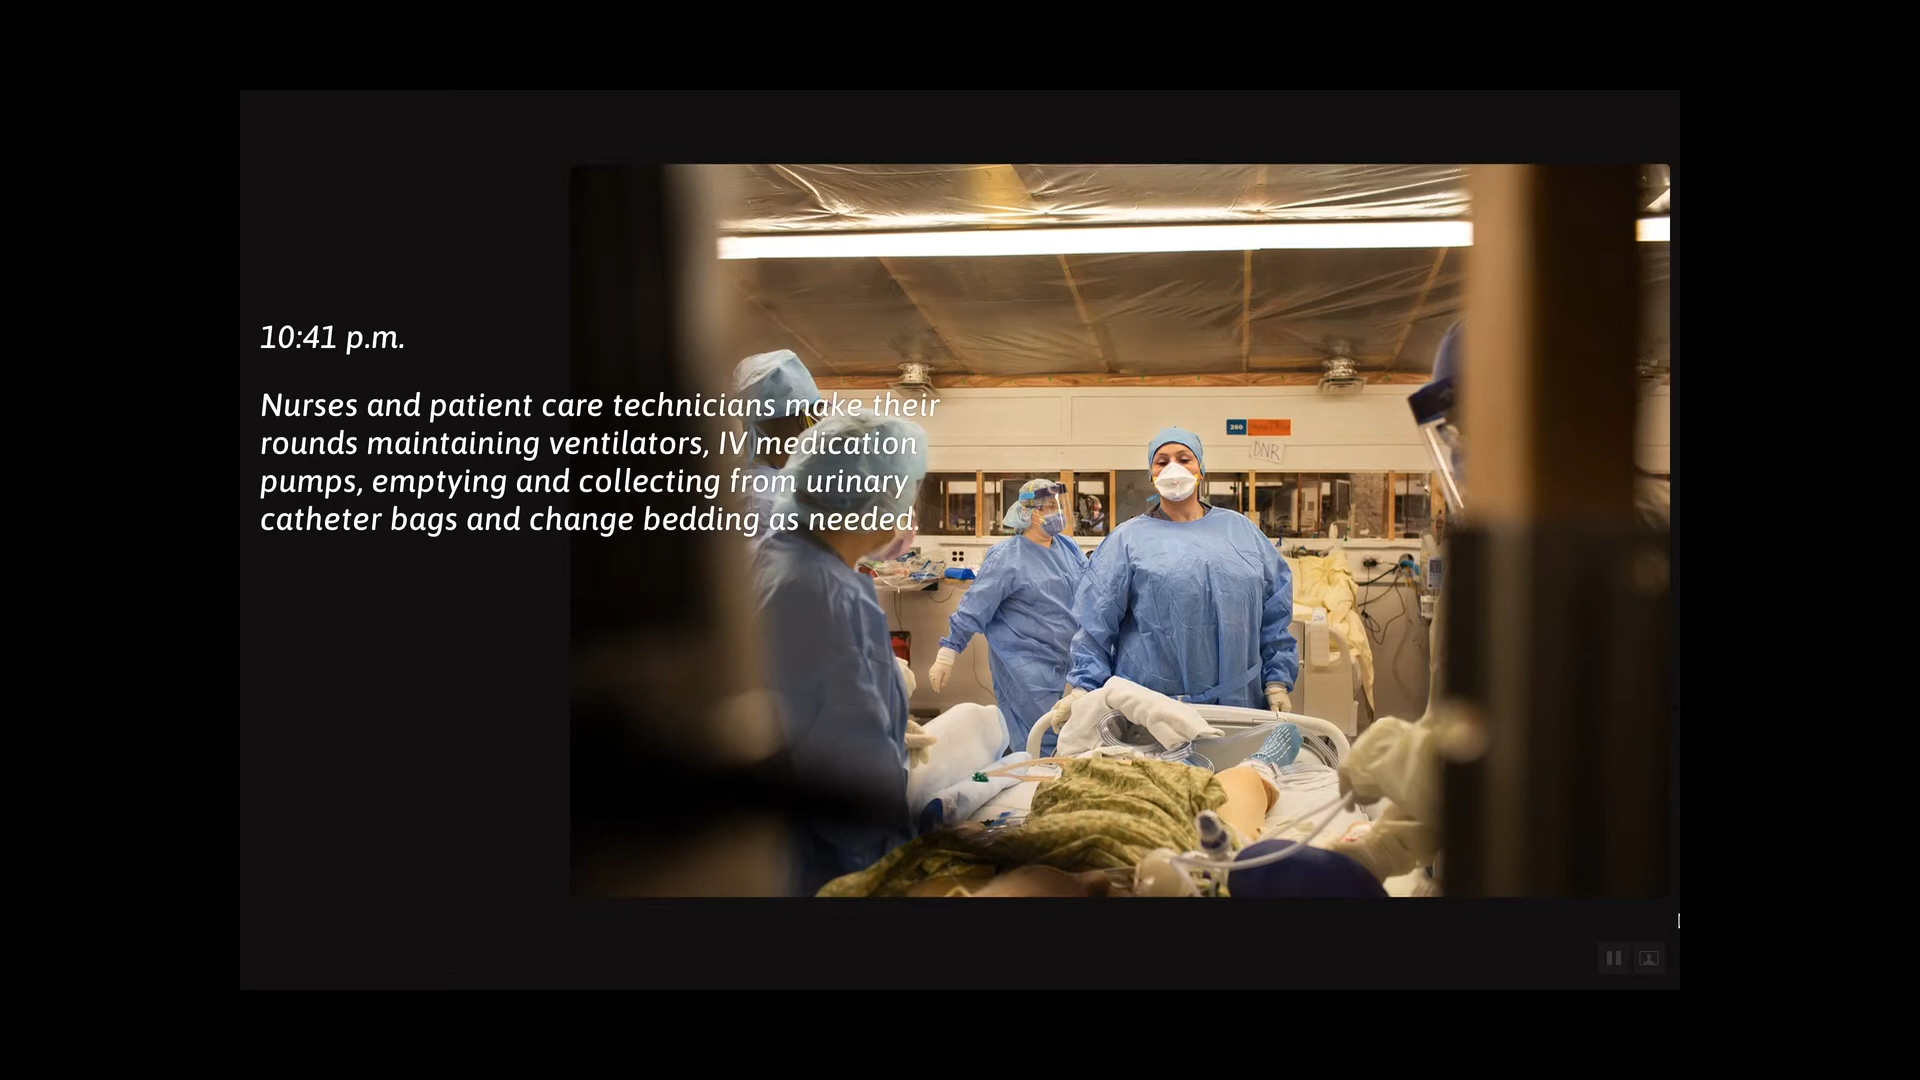 10:41 p.m.
Nurses and patient care technicians make their
rounds maintaining ventilators, IV medication
pumps, emptying and collecting from urinary
catheter bags and change bedding as needed.
260
DNR